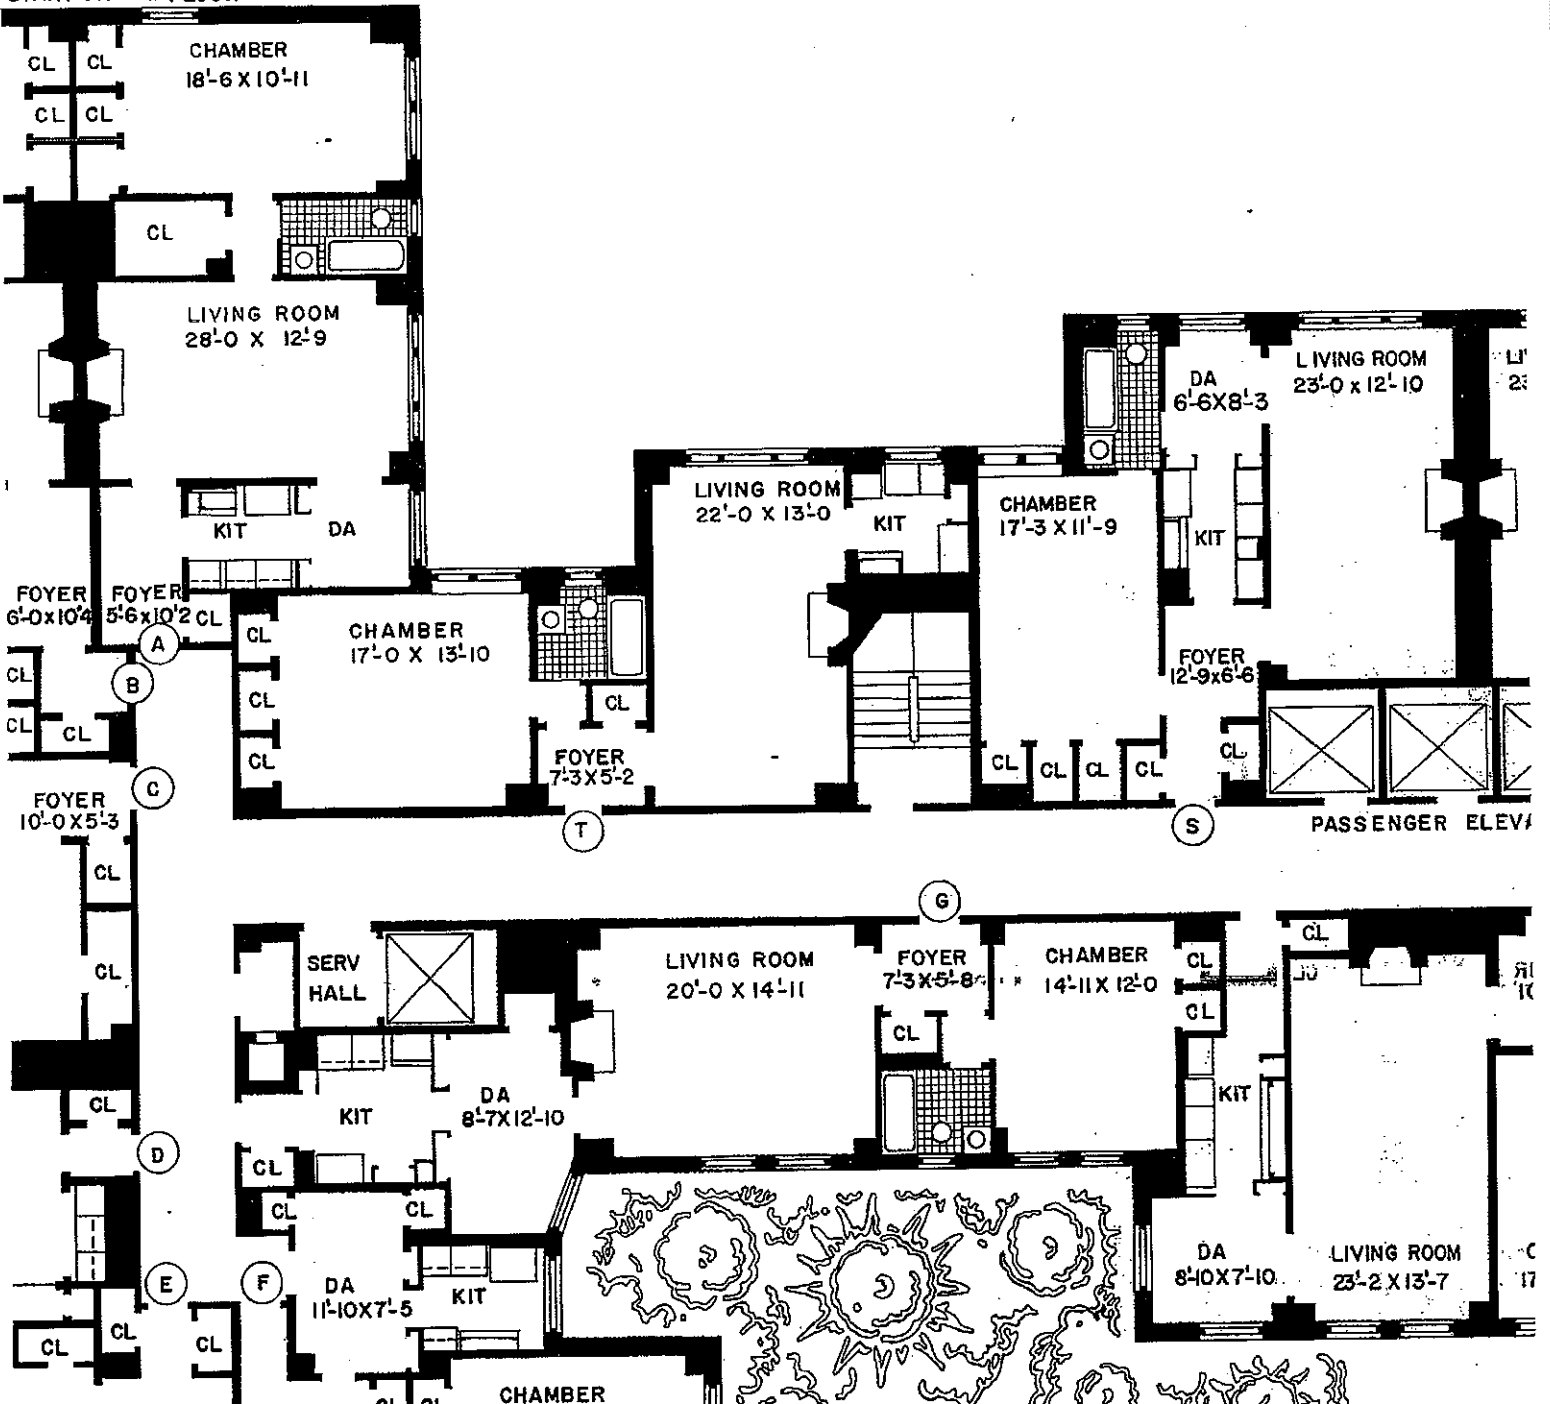 CL
CL
CHAMBER
18'-6 X 10'-11
CL
CL
CL
LIVING ROOM
28'-0 X 12'-9
KIT
DA
FOYER
6'-0x10'4
FOYER
5'-6x10'2
CL
A
B
CL
CL
CL
C
FOYER
10'-0X5'-3
CL
CL
CL
CL
CL
CHAMBER
17'-0 X 13'-10
CL
FOYER
7'-3X5'-2
T
LIVING ROOM
22'-0 X 13'-0
KIT
CHAMBER
17'-3 X 11'-9
CL
CL
CL
CL
DA
6'-6X8'-3
KIT
FOYER
12'-9x6'-6
CL
S
LIVING ROOM
23'-0 x 12'-10
PASSENGER
SERV
HALL
KIT
DA
8'-7X12'-10
CL
LIVING ROOM
20'-0 X 14'-11
G
FOYER
7'-3X5'-8
CL
CHAMBER
14'-11X 12'-0
CL
CL
CL
KIT
DA
8'-10X7'-10
LIVING ROOM
23'-2 X 13'-7
CL
D
E
F
CL
CL
CL
CL
CL
DA
11'-10X7'-5
KIT
CHAMBER